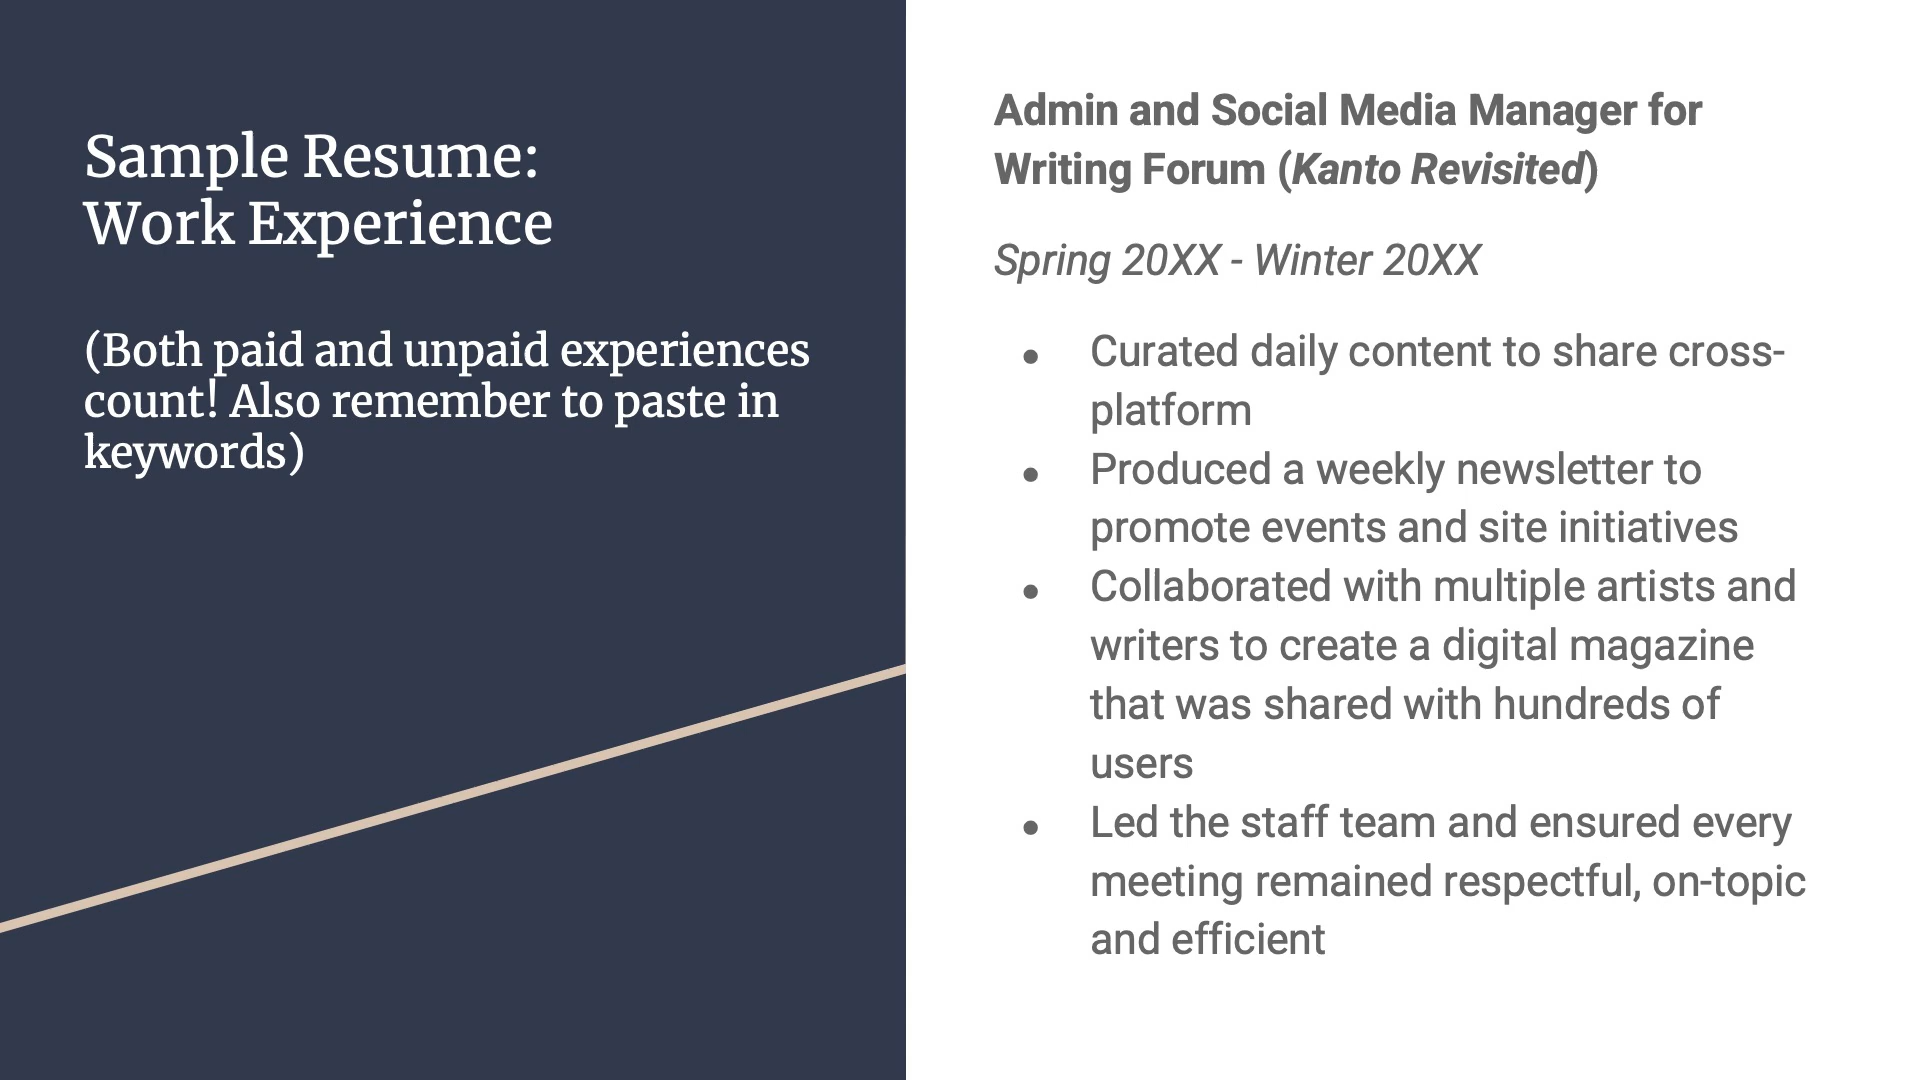 Sample Resume:
Work Experience
(Both paid and unpaid experiences
count! Also remember to paste in
keywords)
Admin and Social Media Manager for
Writing Forum (Kanto Revisited)
Spring 20XX - Winter 20XX
● Curated daily content to share cross-
platform
● Produced a weekly newsletter to
promote events and site initiatives
● Collaborated with multiple artists and
writers to create a digital magazine
that was shared with hundreds of
users
● Led the staff team and ensured every
meeting remained respectful, on-topic
and efficient